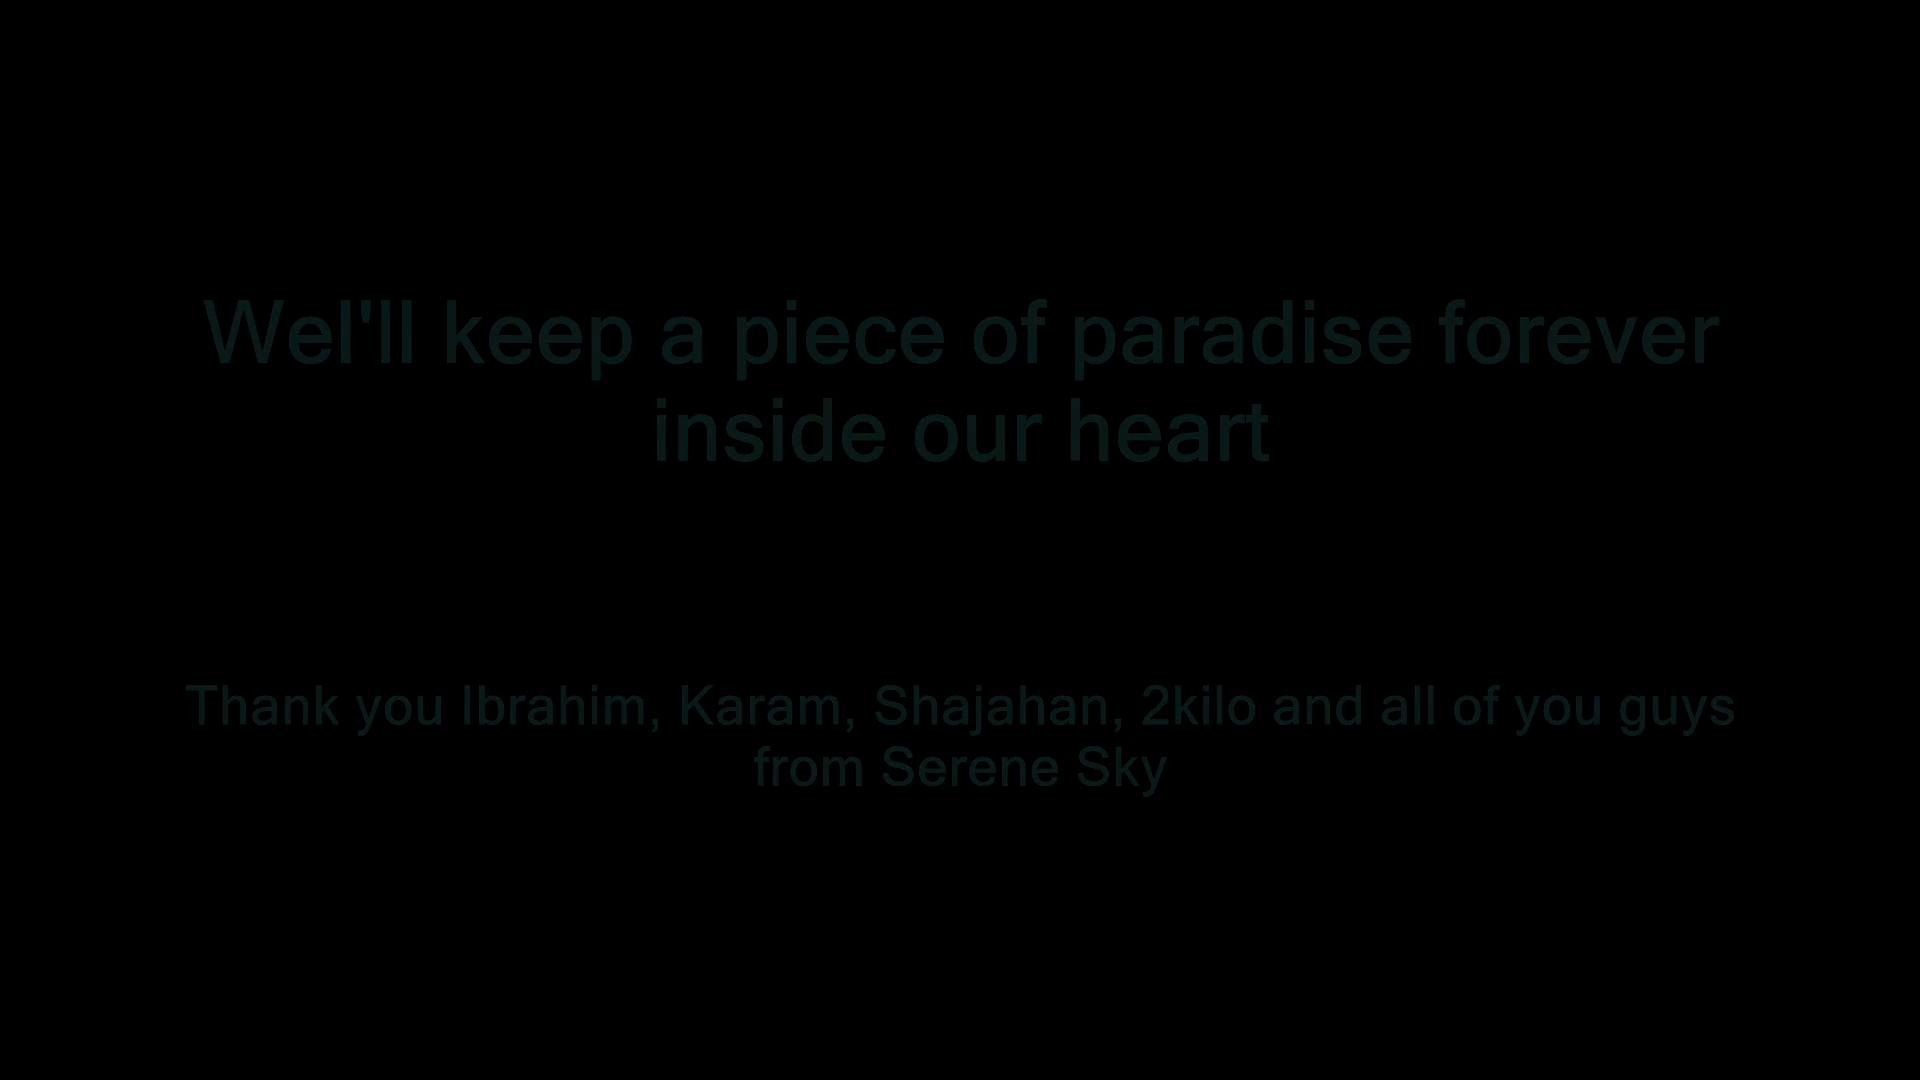 Wel'll keep a piece of paradise forever
inside our heart
Thank you Ibrahim, Karam, Shajahan, 2kilo and all of you guys
from Serene Sky